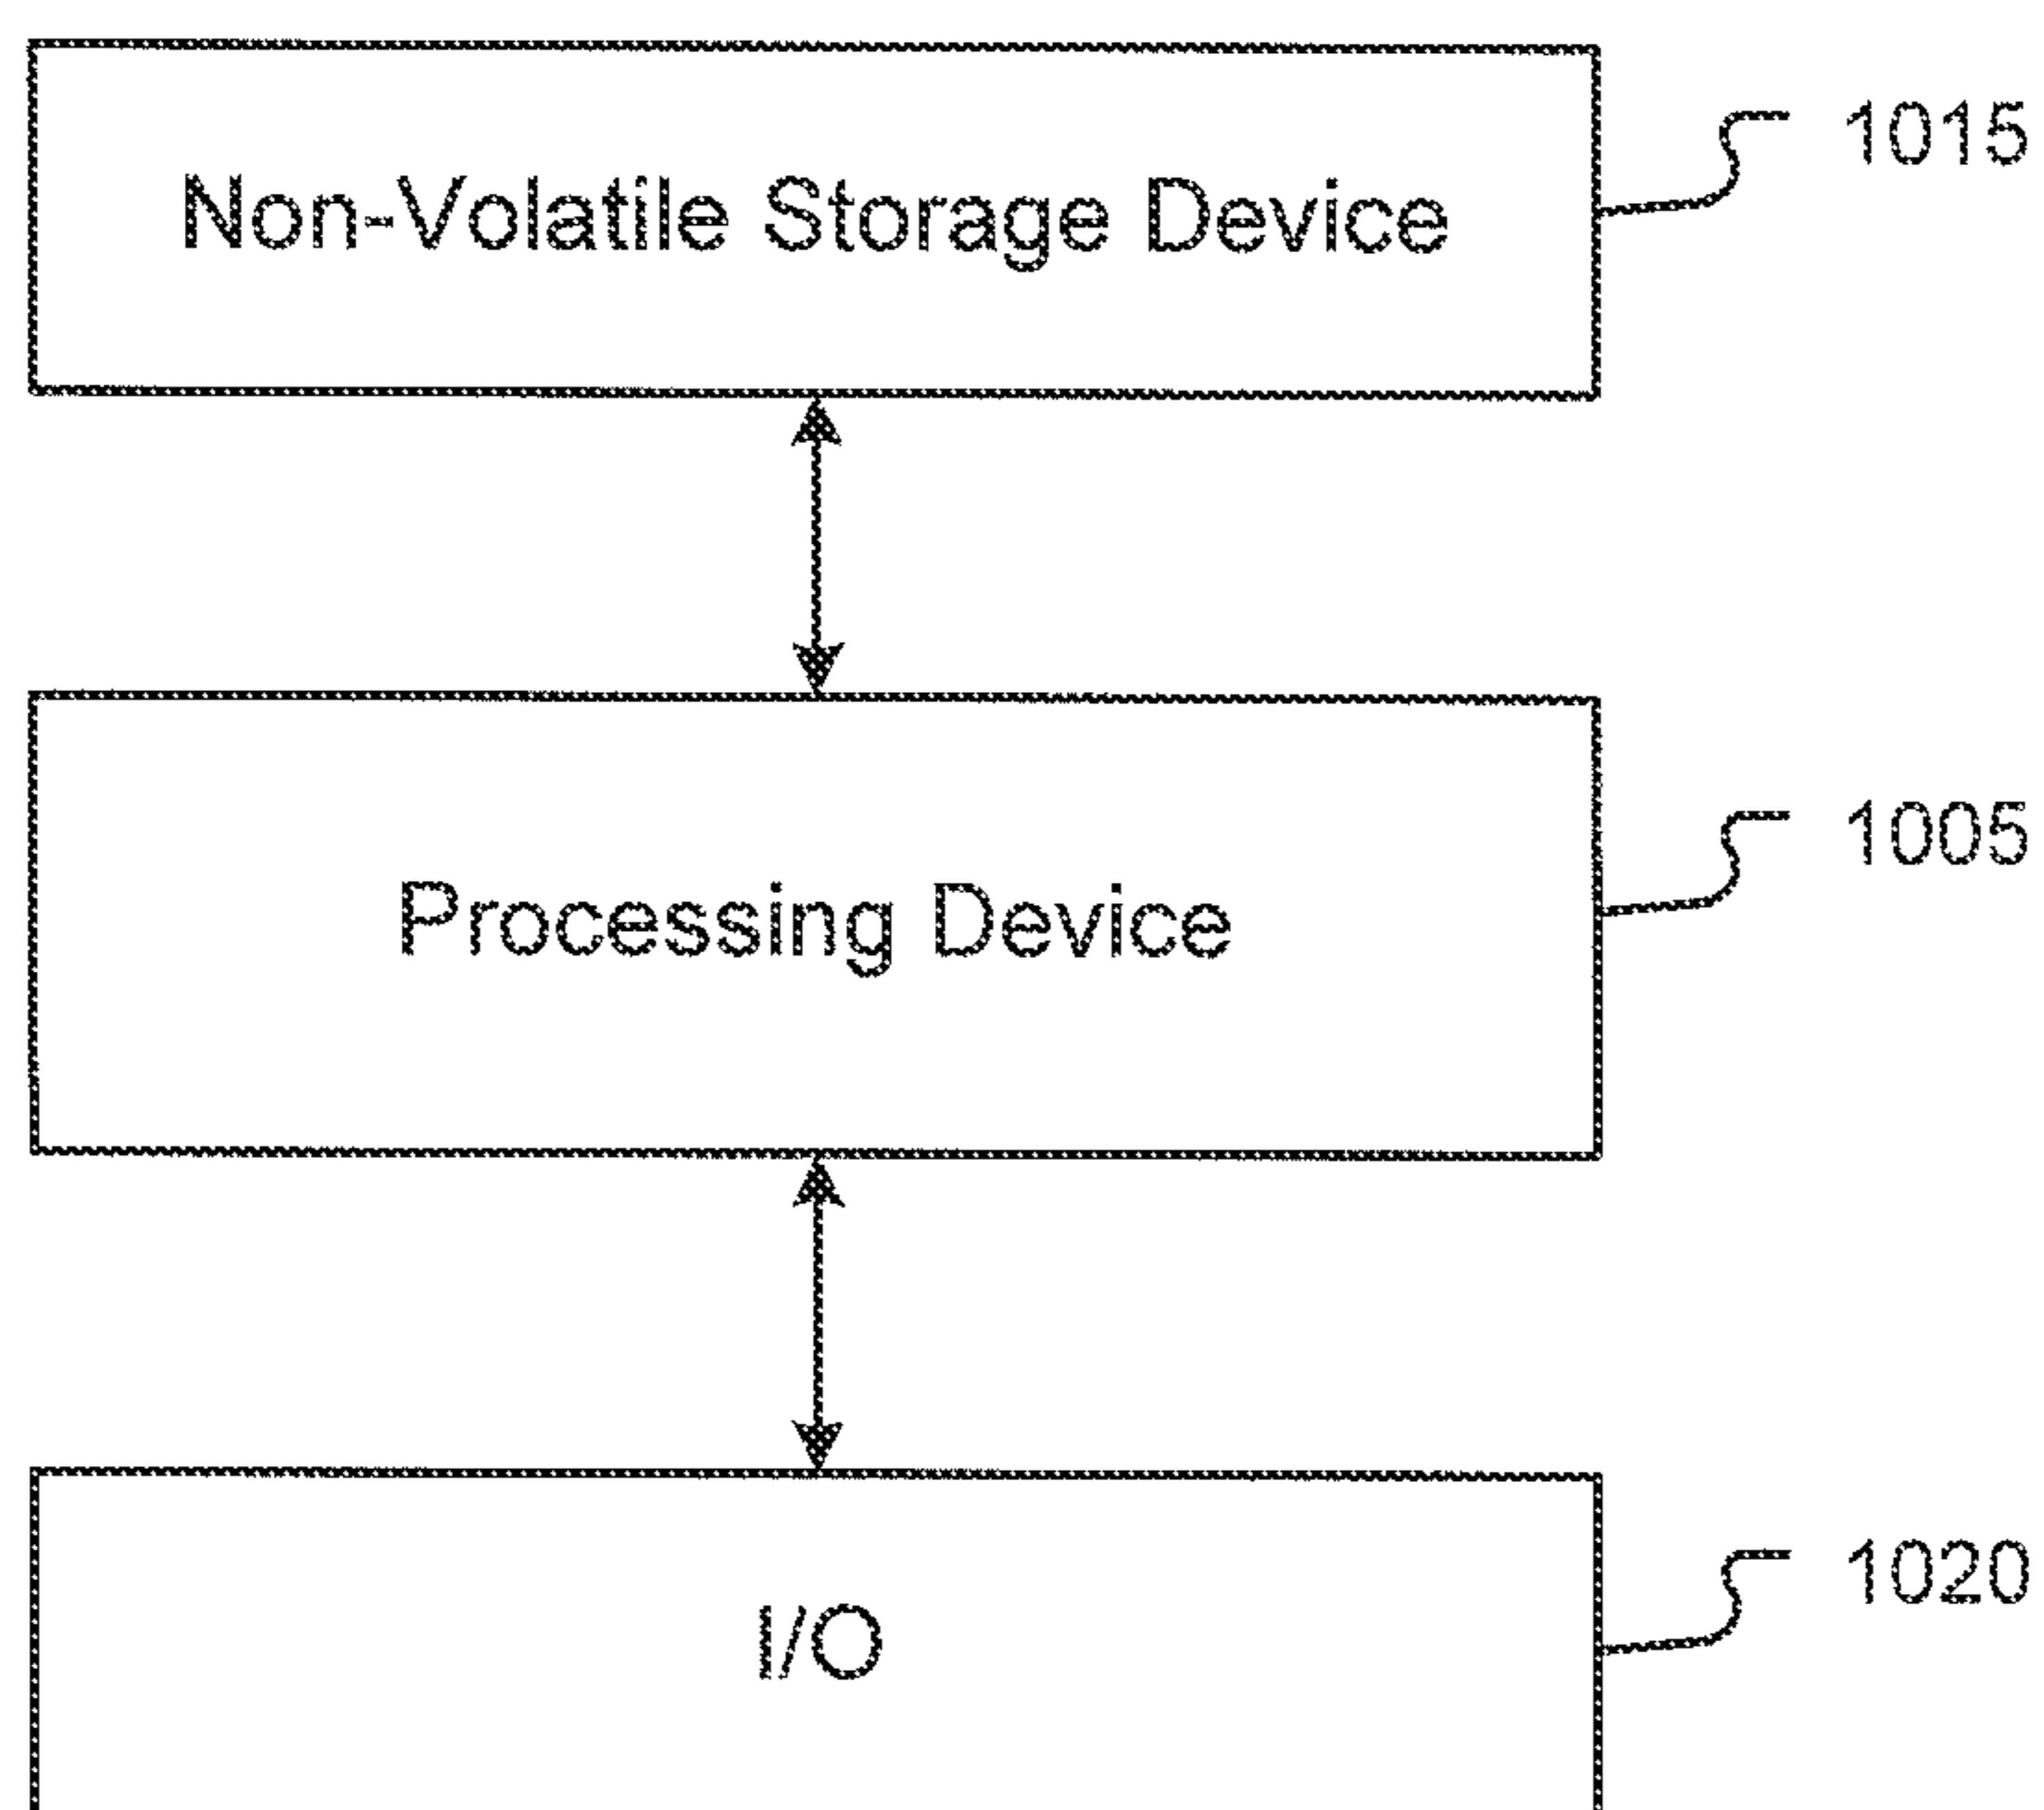 1015
Non-Volatile Storage Device
1005
Processing Device
1020
I/O